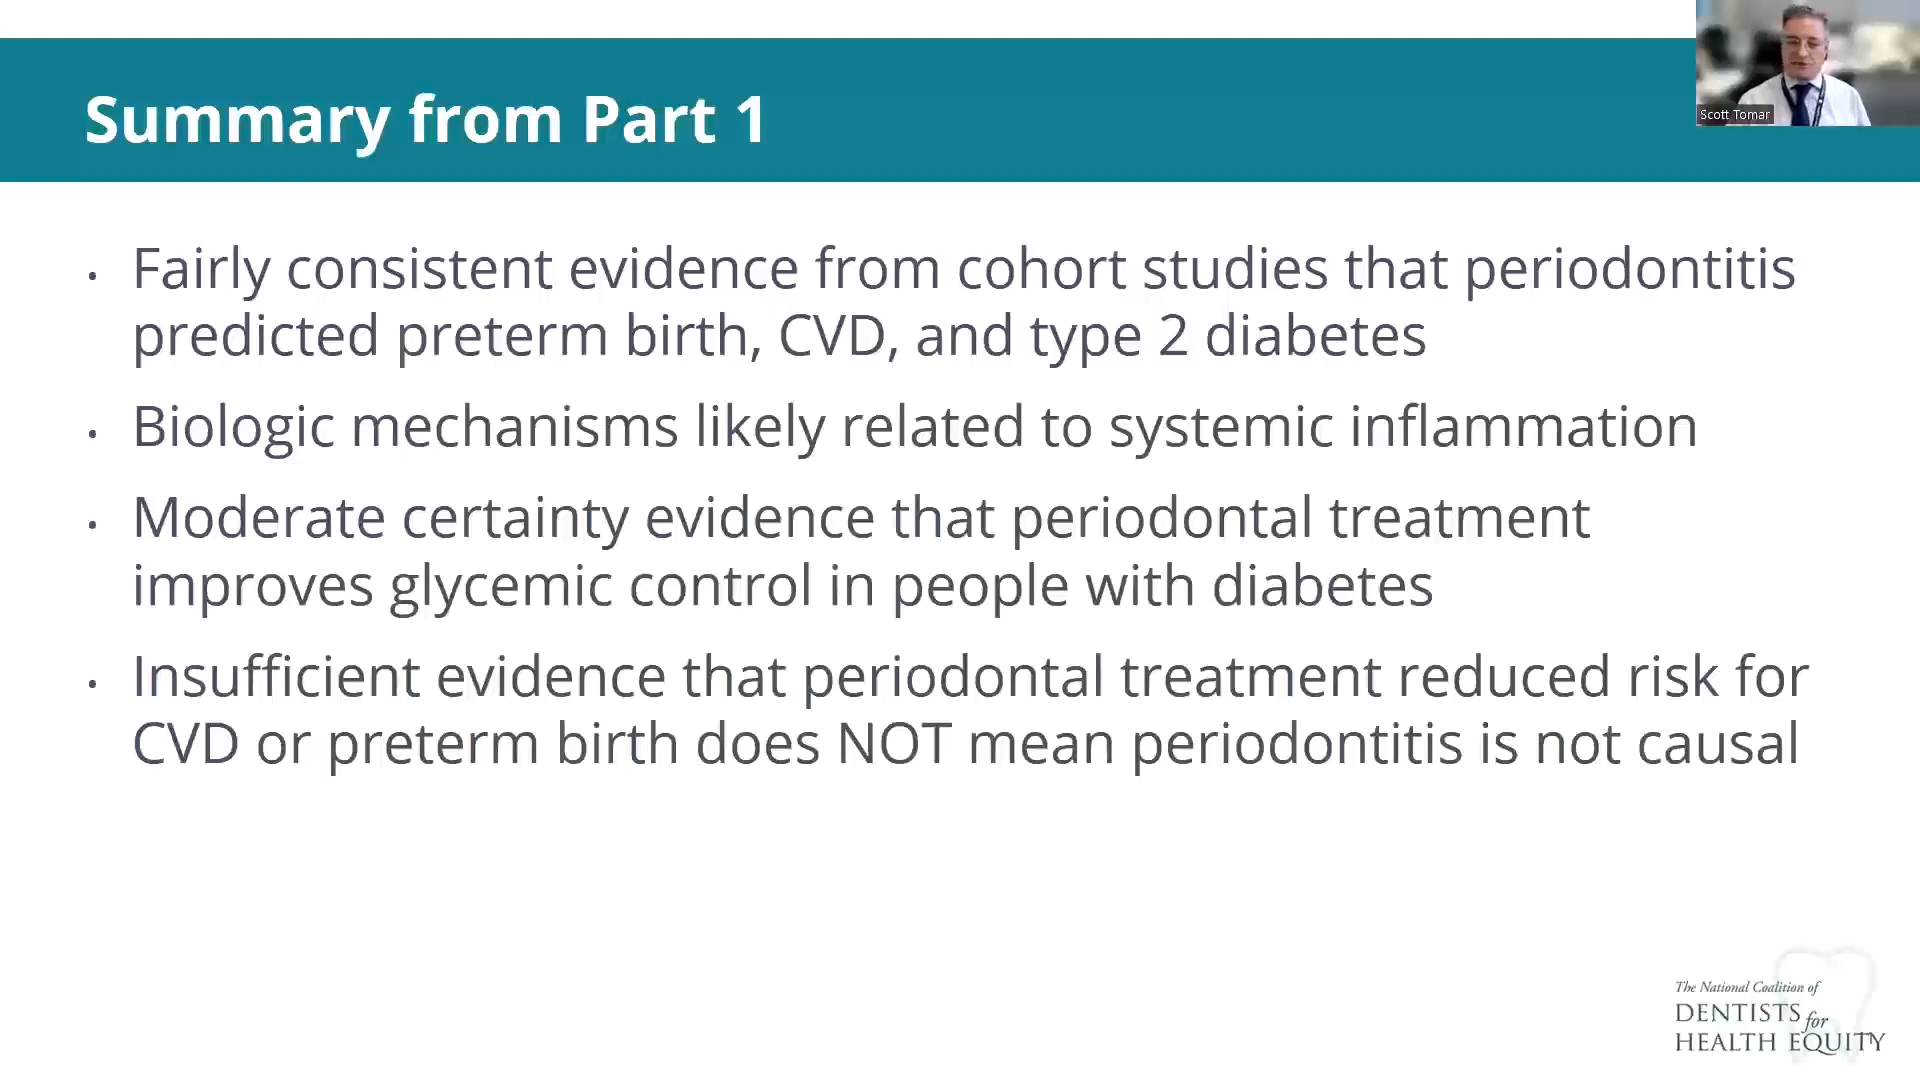 Summary from Part 1
Scott Tomar
• Fairly consistent evidence from cohort studies that periodontitis
predicted preterm birth, CVD, and type 2 diabetes
• Biologic mechanisms likely related to systemic inflammation
• Moderate certainty evidence that periodontal treatment
improves glycemic control in people with diabetes
• Insufficient evidence that periodontal treatment reduced risk for
CVD or preterm birth does NOT mean periodontitis is not causal
The National Coalition of
DENTISTS for
HEALTH EQUITY